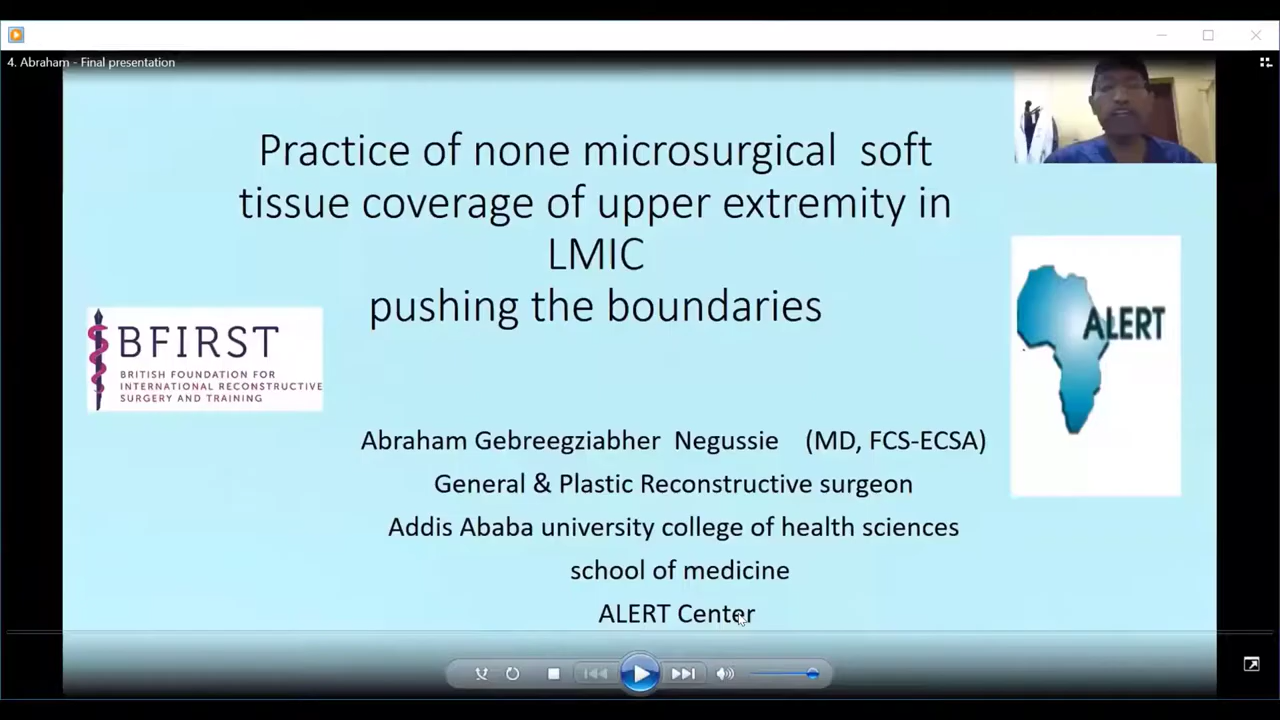 4. Abraham - Final presentation
Practice of none microsurgical soft
tissue coverage of upper extremity in
LMIC
pushing the boundaries
BFIRST
BRITISH FOUNDATION FOR
INTERNATIONAL RECONSTRUCTIVE
SURGERY AND TRAINING
ALERT
Abraham Gebreegziabher Negussie (MD, FCS-ECSA)
General & Plastic Reconstructive surgeon
Addis Ababa university college of health sciences
school of medicine
ALERT Center